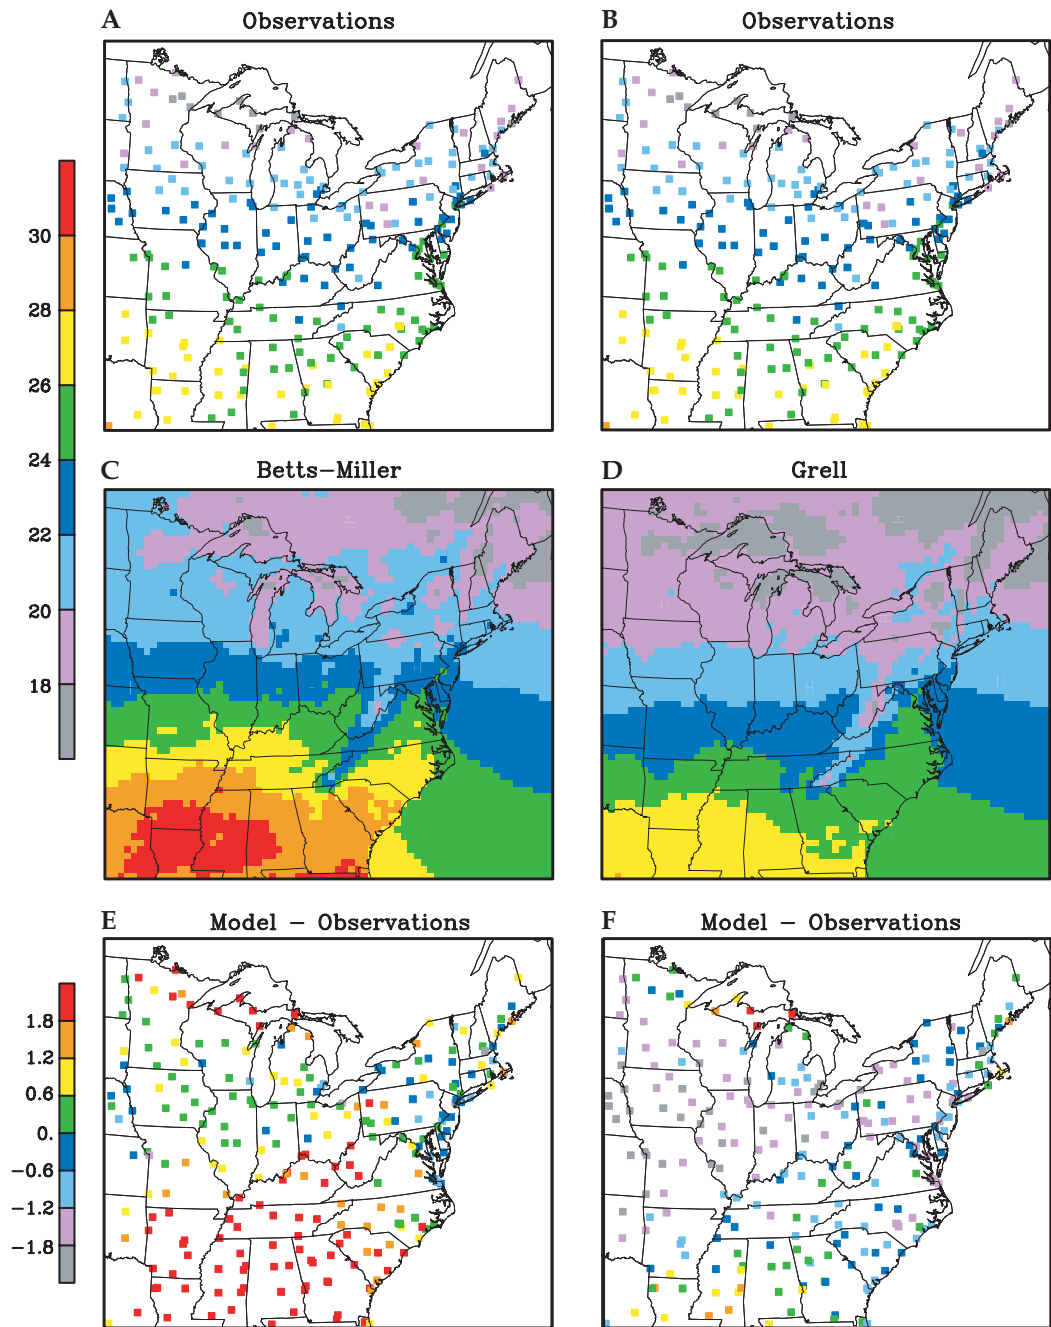 A Observations
B Observations
30
28
26
24
22
20
18
C Betts-Miller
D Grell
E Model - Observations
F Model - Observations
1.8
1.2
0.6
0.
-0.6
-1.2
-1.8